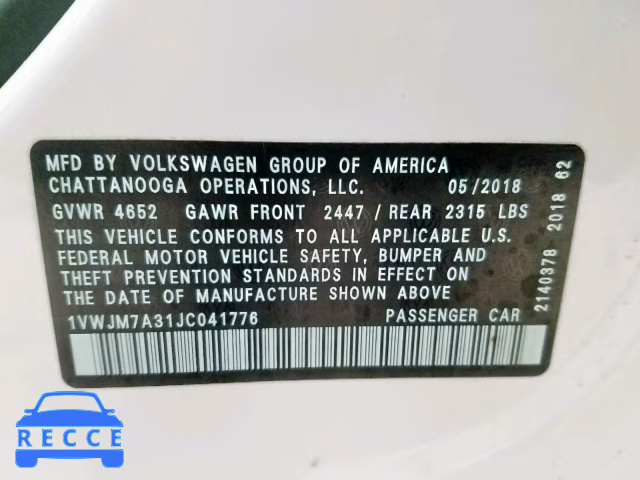 MFD BY VOLKSWAGEN GROUP OF AMERICA
CHATTANOOGA OPERATIONS, LLC. 05/2018
GVWR 4652 GAWR FRONT 2447 / REAR 2315 LBS
THIS VEHICLE CONFORMS TO ALL APPLICABLE U.S.
FEDERAL MOTOR VEHICLE SAFETY, BUMPER AND
THEFT PREVENTION STANDARDS IN EFFECT ON
THE DATE OF MANUFACTURE SHOWN ABOVE
1VWJM7A31JC041776 PASSENGER CAR
2140378 2018 62
RECCE